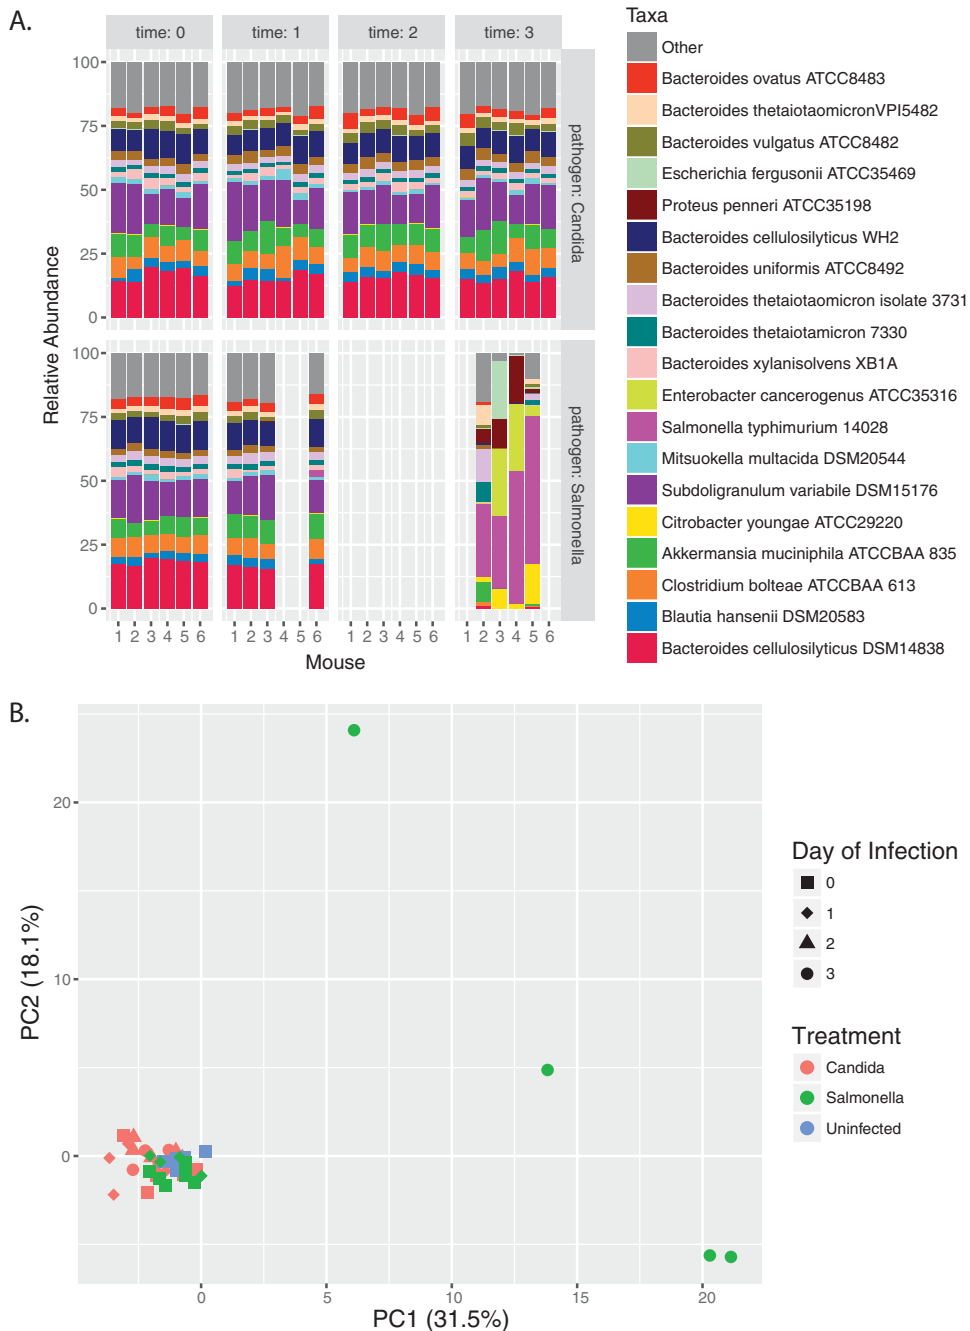 A.
time: 0
time: 1
time: 2
time: 3
100
75
50
25
0
pathogen: Candida
Relative Abundance
100
75
50
25
0
pathogen: Salmonella
1 2 3 4 5 6
1 2 3 4 5 6
1 2 3 4 5 6
1 2 3 4 5 6
Mouse
Taxa
Other
Bacteroides ovatus ATCC8483
Bacteroides thetaiotaomicronVPI5482
Bacteroides vulgatus ATCC8482
Escherichia fergusonii ATCC35469
Proteus penneri ATCC35198
Bacteroides cellulosilyticus WH2
Bacteroides uniformis ATCC8492
Bacteroides thetaiotaomicron isolate 3731
Bacteroides thetaiotamicron 7330
Bacteroides xylanisolvens XB1A
Enterobacter cancerogenus ATCC35316
Salmonella typhimurium 14028
Mitsuokella multacida DSM20544
Subdoligranulum variabile DSM15176
Citrobacter youngae ATCC29220
Akkermansia muciniphila ATCCBAA 835
Clostridium bolteae ATCCBAA 613
Blautia hansenii DSM20583
Bacteroides cellulosilyticus DSM14838
B.
20
10
0
PC2 (18.1%)
0
5
10
15
20
PC1 (31.5%)
Day of Infection
0
1
2
3
Treatment
Candida
Salmonella
Uninfected